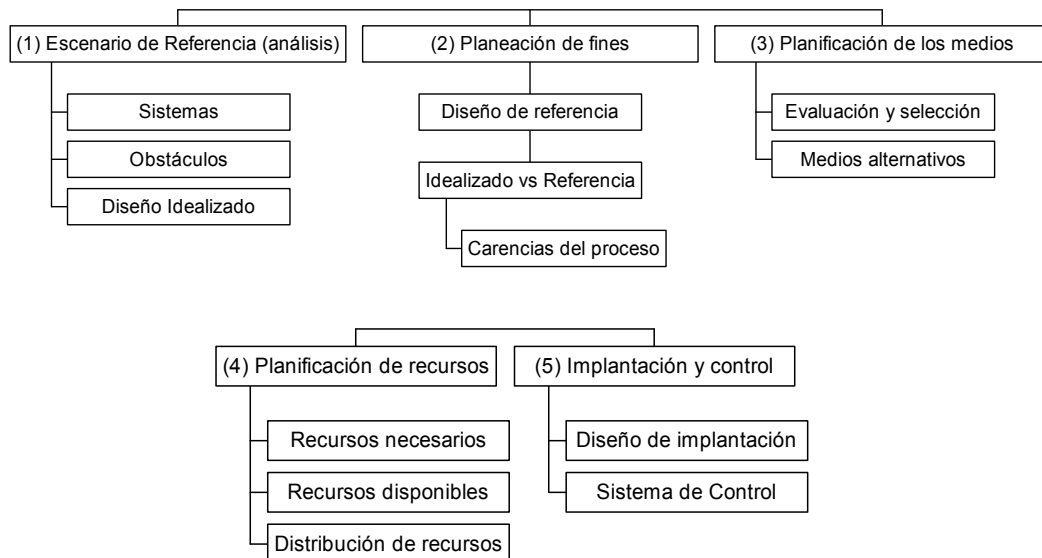 (1) Escenario de Referencia (análisis)
Sistemas
Obstáculos
Diseño Idealizado
(2) Planeación de fines
Diseño de referencia
Idealizado vs Referencia
Carencias del proceso
(3) Planificación de los medios
Evaluación y selección
Medios alternativos
(4) Planificación de recursos
Recursos necesarios
Recursos disponibles
Distribución de recursos
(5) Implantación y control
Diseño de implantación
Sistema de Control